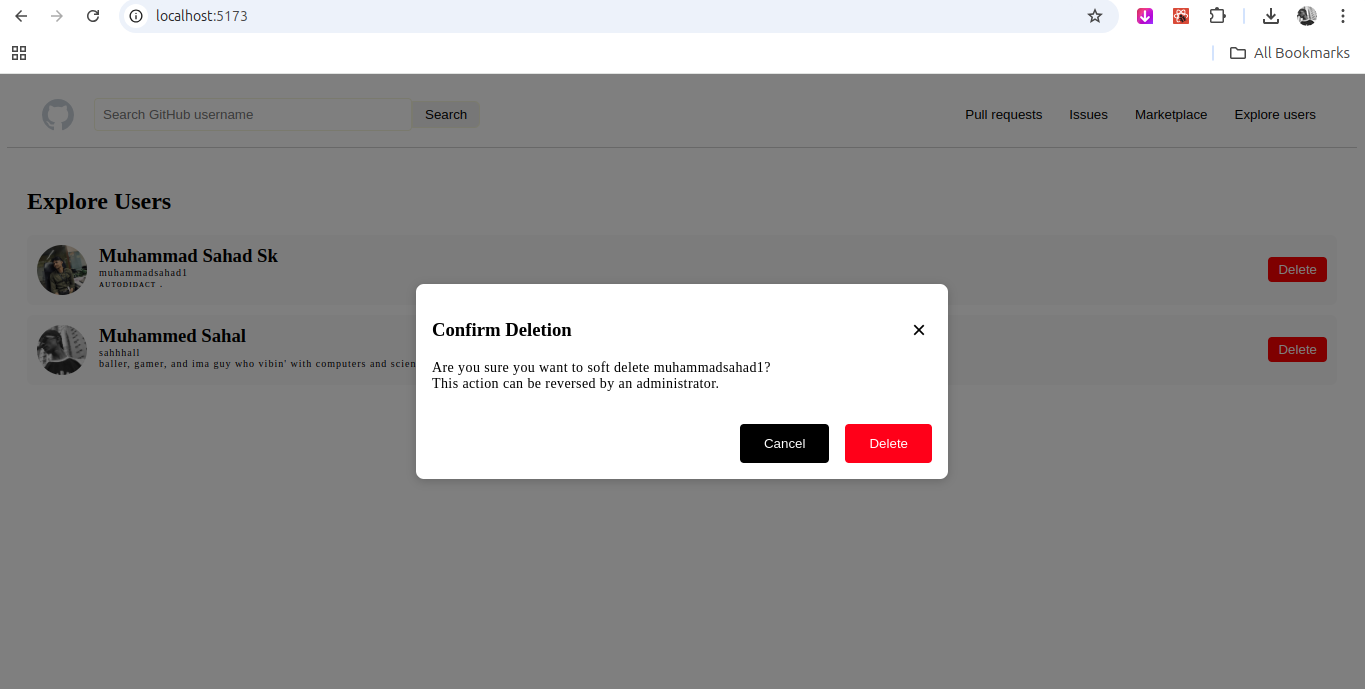 localhost:5173
All Bookmarks
Search GitHub username
Search
Pull requests
Issues
Marketplace
Explore users
Explore Users
Muhammad Sahad Sk
muhammadsahad1
ᴀᴜᴛᴏᴅɪᴅᴀᴄᴛ .
Delete
Muhammed Sahal
sahhhall
baller, gamer, and ima guy who vibin' with computers and scien
Delete
Confirm Deletion
Are you sure you want to soft delete muhammadsahad1?
This action can be reversed by an administrator.
Cancel
Delete